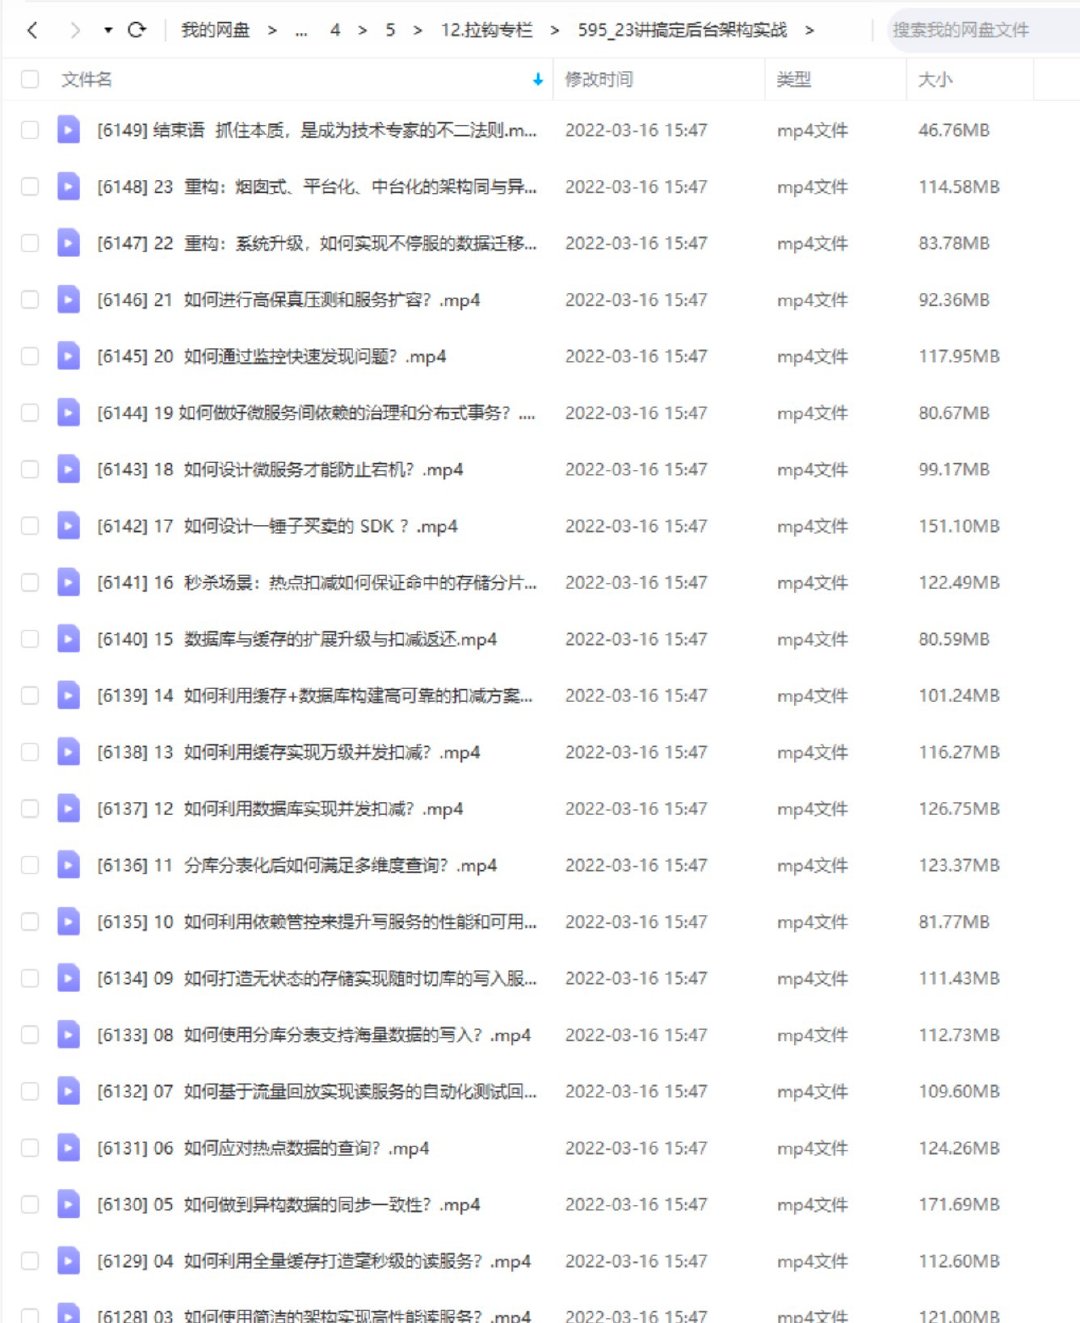 我的网盘 > ... 4 > 5 > 12.拉钩专栏 > 595_23讲搞定后台架构实战 > 搜索我的网盘文件
文件名 修改时间 类型 大小
[6149] 结束语 抓住本质，是成为技术专家的不二法则.m... 2022-03-16 15:47 mp4文件 46.76MB
[6148] 23 重构：烟囱式、平台化、中台化的架构同与异... 2022-03-16 15:47 mp4文件 114.58MB
[6147] 22 重构：系统升级，如何实现不停服的数据迁移... 2022-03-16 15:47 mp4文件 83.78MB
[6146] 21 如何进行高保真压测和服务扩容？.mp4 2022-03-16 15:47 mp4文件 92.36MB
[6145] 20 如何通过监控快速发现问题？.mp4 2022-03-16 15:47 mp4文件 117.95MB
[6144] 19 如何做好微服务间依赖的治理和分布式事务？.... 2022-03-16 15:47 mp4文件 80.67MB
[6143] 18 如何设计微服务才能防止宕机？.mp4 2022-03-16 15:47 mp4文件 99.17MB
[6142] 17 如何设计一锤子买卖的 SDK ？.mp4 2022-03-16 15:47 mp4文件 151.10MB
[6141] 16 秒杀场景：热点扣减如何保证命中的存储分片... 2022-03-16 15:47 mp4文件 122.49MB
[6140] 15 数据库与缓存的扩展升级与扣减返还.mp4 2022-03-16 15:47 mp4文件 80.59MB
[6139] 14 如何利用缓存+数据库构建高可靠的扣减方案... 2022-03-16 15:47 mp4文件 101.24MB
[6138] 13 如何利用缓存实现万级并发扣减？.mp4 2022-03-16 15:47 mp4文件 116.27MB
[6137] 12 如何利用数据库实现并发扣减？.mp4 2022-03-16 15:47 mp4文件 126.75MB
[6136] 11 分库分表化后如何满足多维度查询？.mp4 2022-03-16 15:47 mp4文件 123.37MB
[6135] 10 如何利用依赖管控来提升写服务的性能和可用... 2022-03-16 15:47 mp4文件 81.77MB
[6134] 09 如何打造无状态的存储实现随时切库的写入服... 2022-03-16 15:47 mp4文件 111.43MB
[6133] 08 如何使用分库分表支持海量数据的写入？.mp4 2022-03-16 15:47 mp4文件 112.73MB
[6132] 07 如何基于流量回放实现读服务的自动化测试回... 2022-03-16 15:47 mp4文件 109.60MB
[6131] 06 如何应对热点数据的查询？.mp4 2022-03-16 15:47 mp4文件 124.26MB
[6130] 05 如何做到异构数据的同步一致性？.mp4 2022-03-16 15:47 mp4文件 171.69MB
[6129] 04 如何利用全量缓存打造毫秒级的读服务？.mp4 2022-03-16 15:47 mp4文件 112.60MB
[6128] 03 如何使用简洁的架构实现高性能读服务？.mp4 2022-03-16 15:47 mp4文件 121.00MB